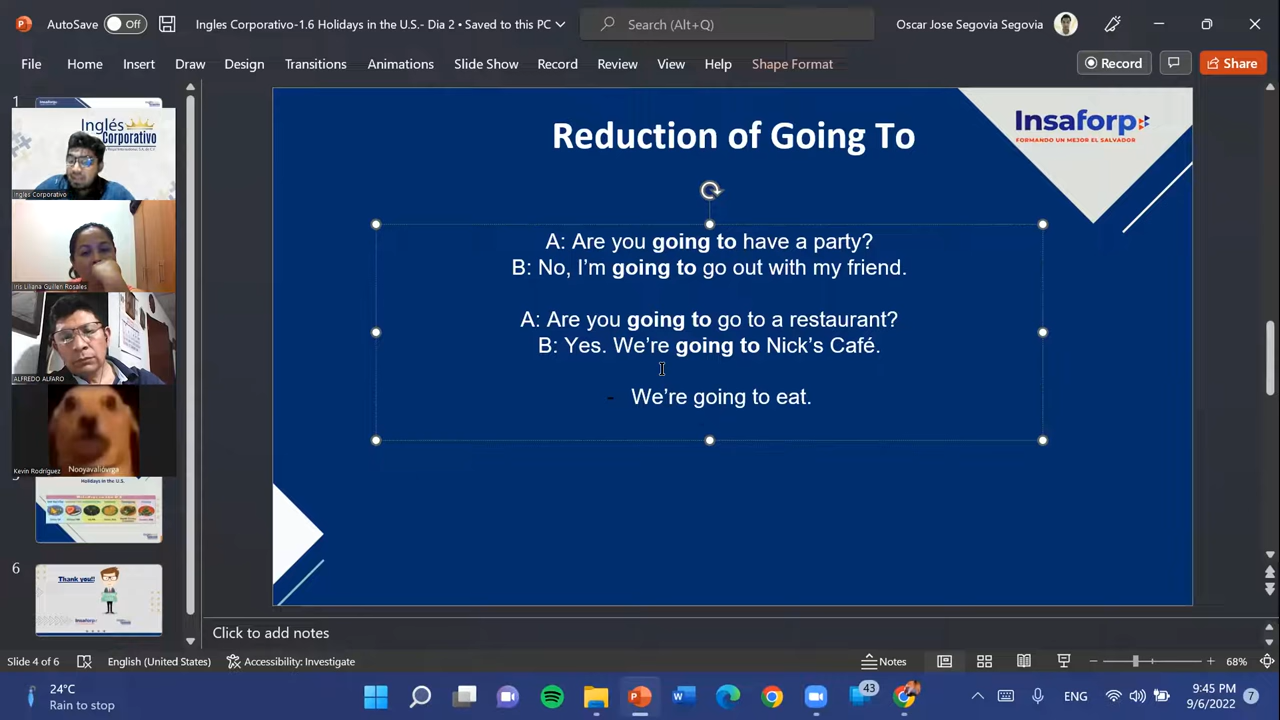 AutoSave
Off
Ingles Corporativo-1.6 Holidays in the U.S.- Dia 2 • Saved to this PC
Search (Alt+Q)
Oscar Jose Segovia Segovia
File
Home
Insert
Draw
Design
Transitions
Animations
Slide Show
Record
Review
View
Help
Shape Format
Record
Share
1
Inglés
Corporativo
Ingles Corporativo
Iris Liliana Guillen Rosales
ALFREDO ALFARO
Kevin Rodríguez
Holidays in the U.S.
6
Thank you!!
Reduction of Going To
Insaforp
FORMANDO UN MEJOR EL SALVADOR
A: Are you going to have a party?
B: No, I'm going to go out with my friend.
A: Are you going to go to a restaurant?
B: Yes. We're going to Nick's Café.
- We're going to eat.
Click to add notes
Slide 4 of 6
English (United States)
Accessibility: Investigate
Notes
68%
24°C
Rain to stop
43
ENG
9:45 PM
9/6/2022
7